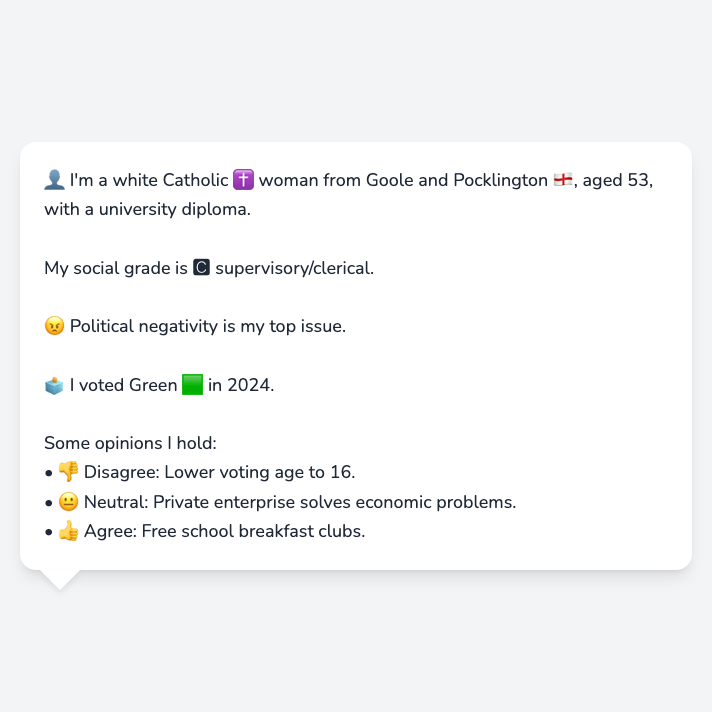 👤 I'm a white Catholic ✝️ woman from Goole and Pocklington 🏴󠁧󠁢󠁥󠁮󠁧󠁿, aged 53,
with a university diploma.
My social grade is 🅲 supervisory/clerical.
😠 Political negativity is my top issue.
🗳️ I voted Green 🟩 in 2024.
Some opinions I hold:
• 👎 Disagree: Lower voting age to 16.
• 😐 Neutral: Private enterprise solves economic problems.
• 👍 Agree: Free school breakfast clubs.